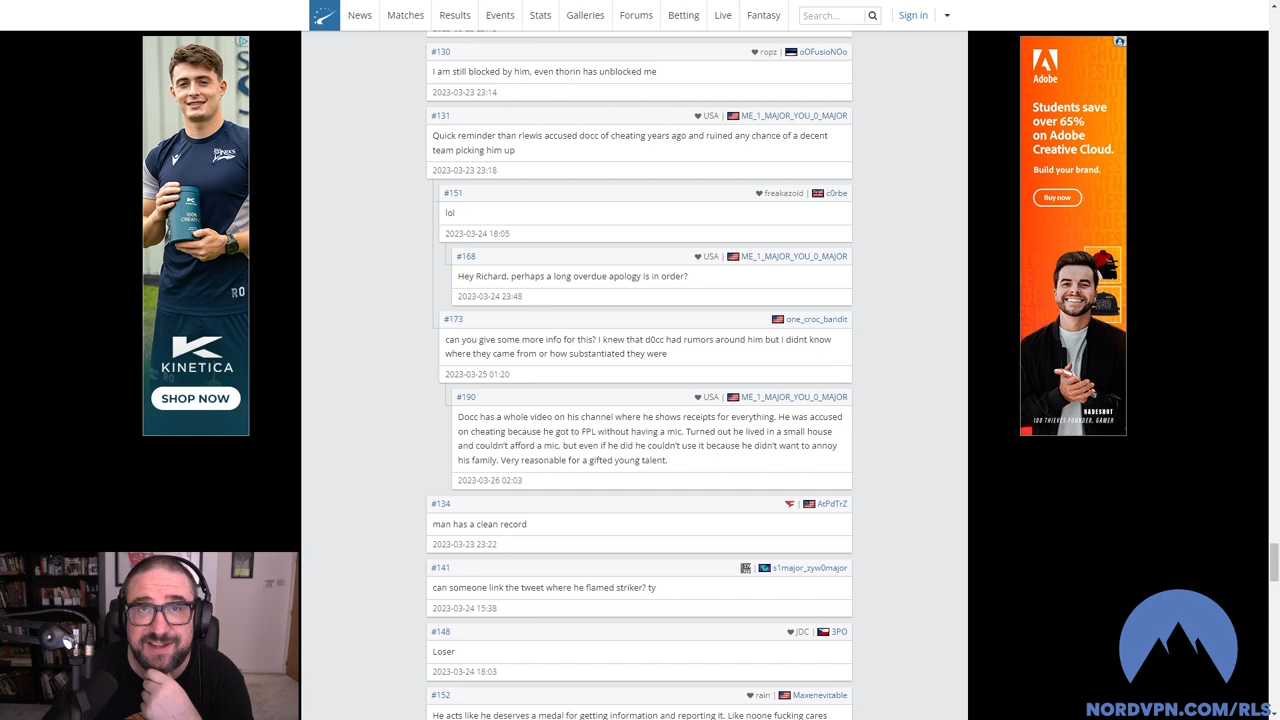 News
Matches
Results
Events
Stats
Galleries
Forums
Betting
Live
Fantasy
Search...
Sign in
#130
ropz | oOFusioNOo
I am still blocked by him, even thorin has unblocked me
2023-03-23 23:14
#131
USA | ME_1_MAJOR_YOU_0_MAJOR
Quick reminder than rlewis accused docc of cheating years ago and ruined any chance of a decent
team picking him up
2023-03-23 23:18
#151
freakazoid | c0rbe
lol
2023-03-24 18:05
#168
USA | ME_1_MAJOR_YOU_0_MAJOR
Hey Richard, perhaps a long overdue apology is in order?
2023-03-24 23:48
#173
one_croc_bandit
can you give some more info for this? I knew that d0cc had rumors around him but I didnt know
where they came from or how substantiated they were
2023-03-25 01:20
#190
USA | ME_1_MAJOR_YOU_0_MAJOR
Docc has a whole video on his channel where he shows receipts for everything. He was accused
on cheating because he got to FPL without having a mic. Turned out he lived in a small house
and couldn't afford a mic, but even if he did he couldn't use it because he didn't want to annoy
his family. Very reasonable for a gifted young talent.
2023-03-26 02:03
#134
AtPdTrZ
man has a clean record
2023-03-23 23:22
#141
s1major_zyw0major
can someone link the tweet where he flamed striker? ty
2023-03-24 15:38
#148
JDC | 3PO
Loser
2023-03-24 18:03
#152
rain | Maxenevitable
He acts like he deserves a medal for getting information and reporting it. Like noone fucking cares
SHARKS
100%
KINETICA
SHOP NOW
Adobe
Students save
over 65%
on Adobe
Creative Cloud.
Build your brand.
Buy now
NADESHOT
100 THIEVES FOUNDER, GAMER
NORDVPN.COM/RLS